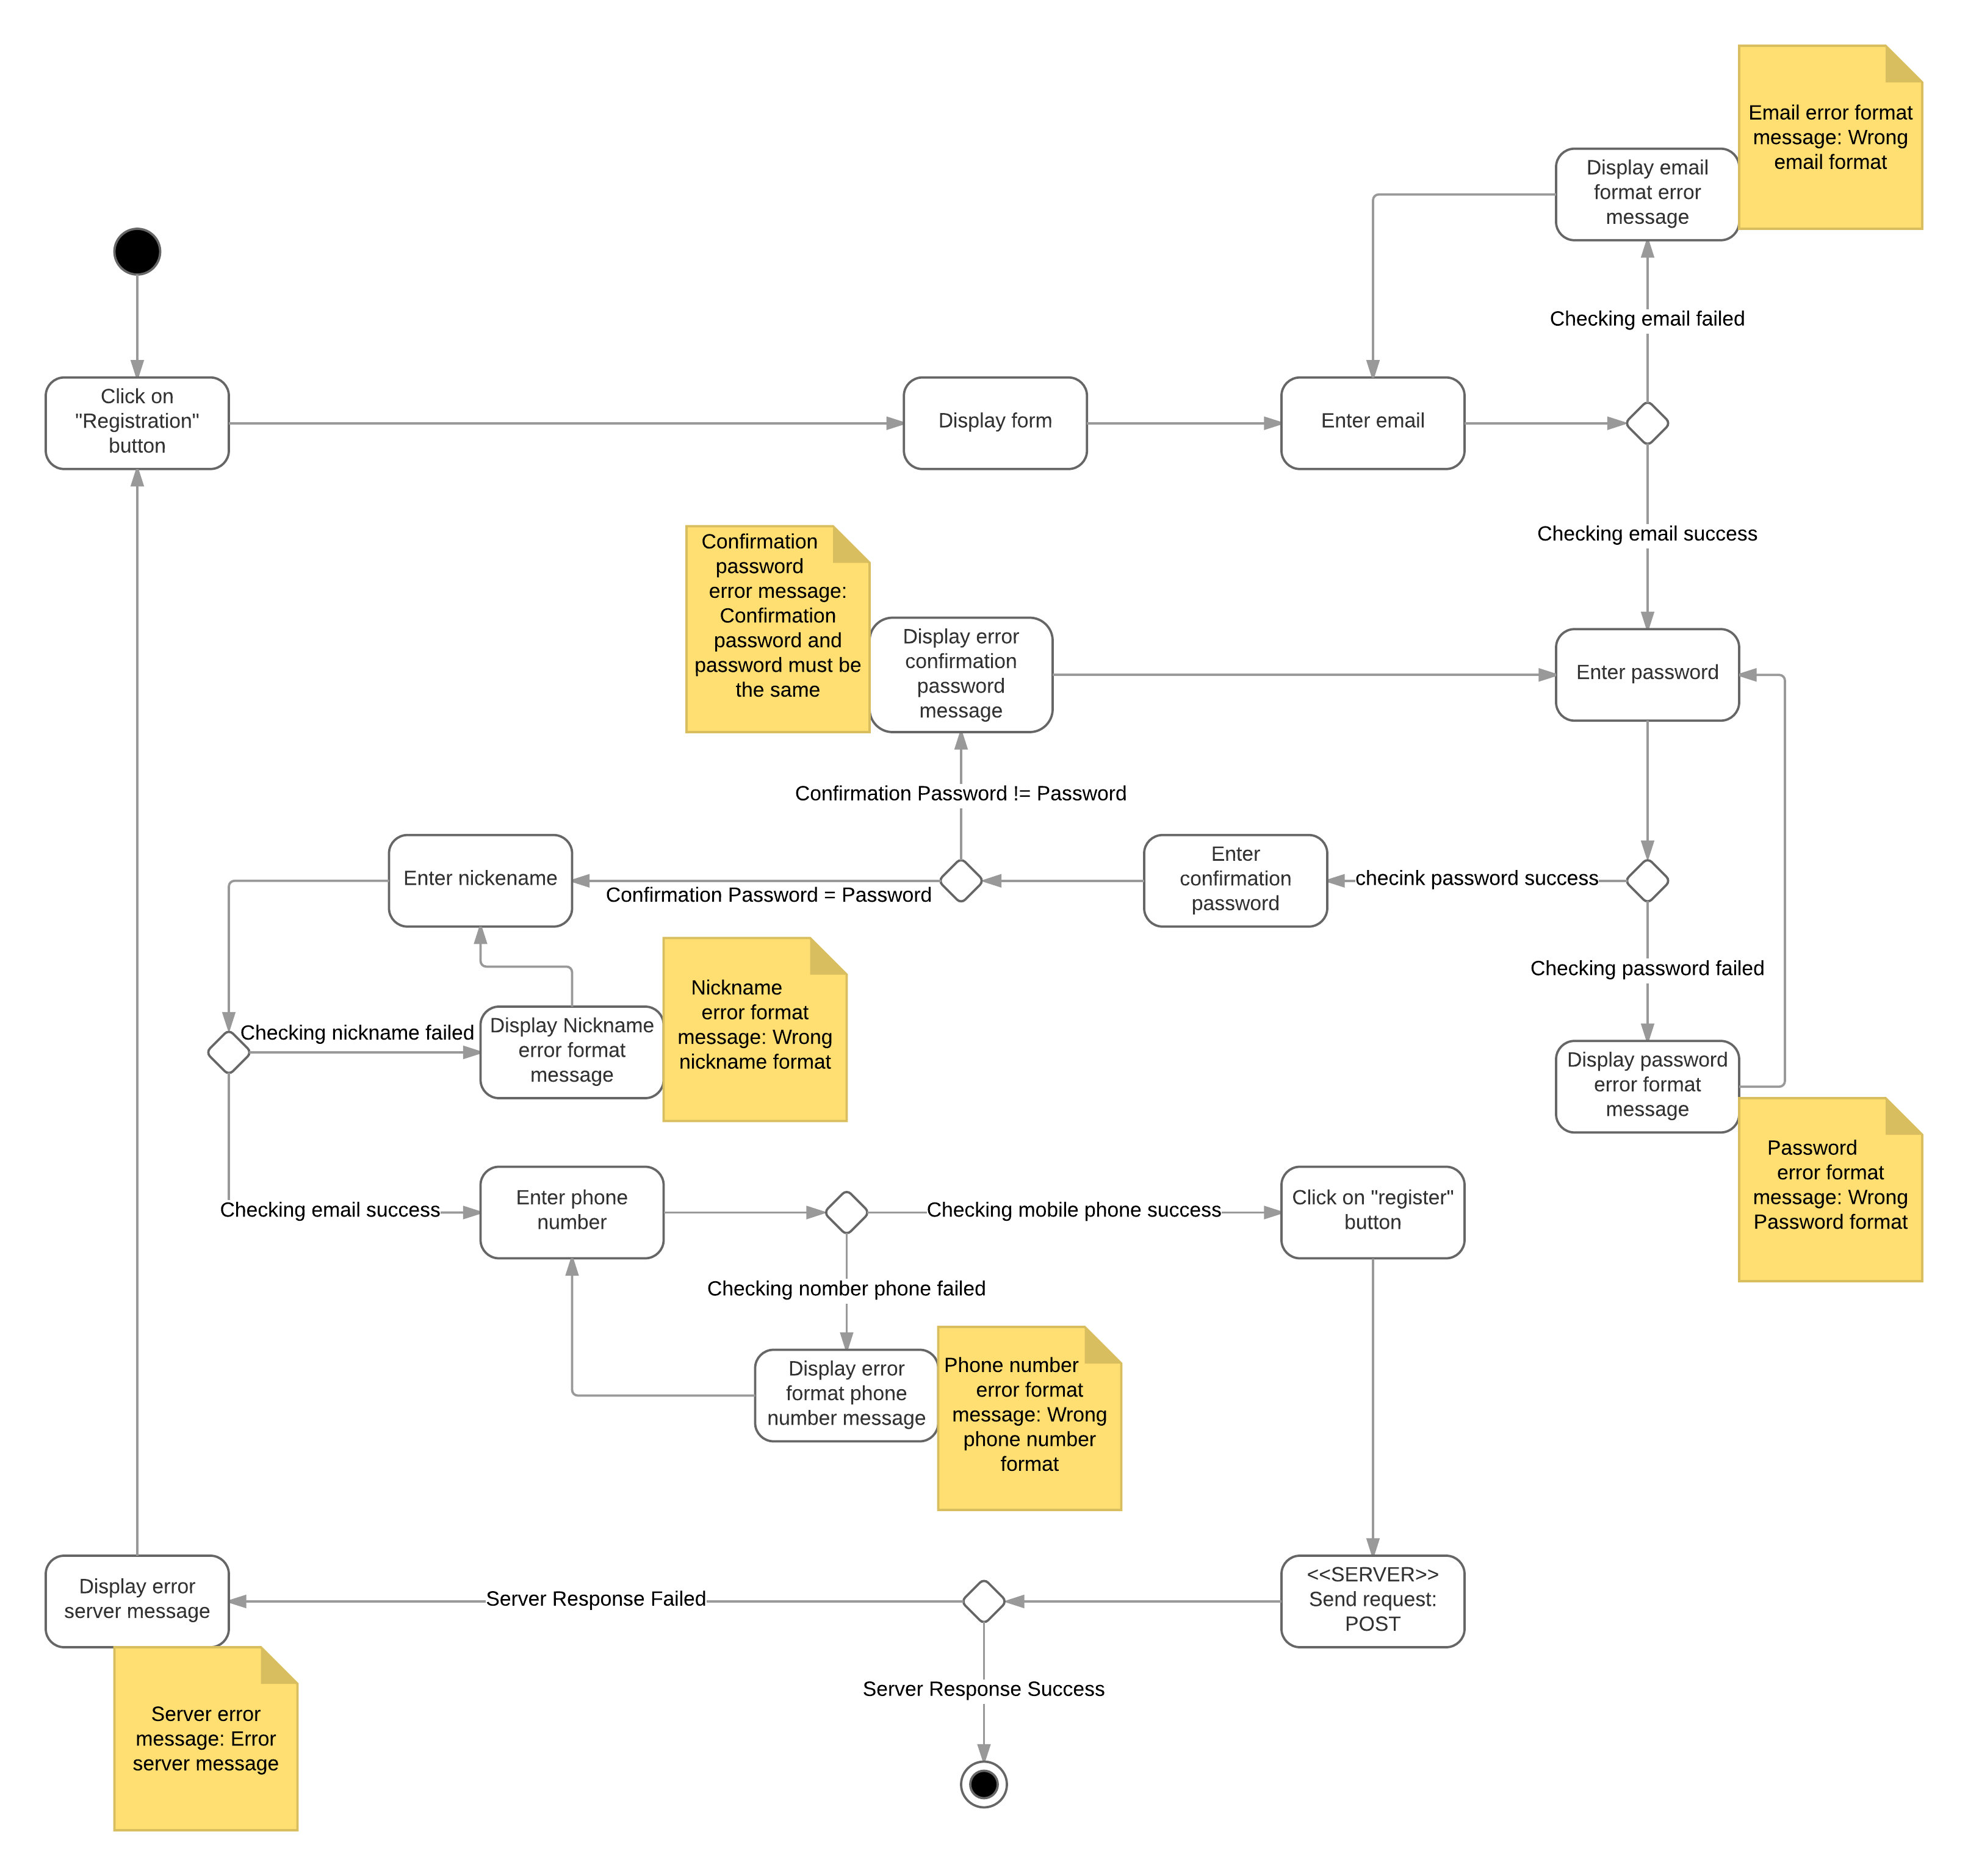 Email error format
message: Wrong
email format
Display email
format error
message
Checking email failed
Click on
"Registration"
button
Display form
Enter email
Checking email success
Confirmation
password
error message:
Confirmation
password and
password must be
the same
Display error
confirmation
password
message
Enter password
Confirmation Password != Password
Enter nickename
Confirmation Password = Password
Enter
confirmation
password
checink password success
Checking password failed
Nickname
error format
message: Wrong
nickname format
Checking nickname failed
Display Nickname
error format
message
Display password
error format
message
Password
error format
message: Wrong
Password format
Checking email success
Enter phone
number
Checking mobile phone success
Click on "register"
button
Checking nomber phone failed
Display error
format phone
number message
Phone number
error format
message: Wrong
phone number
format
Display error
server message
Server Response Failed
<<SERVER>>
Send request:
POST
Server Response Success
Server error
message: Error
server message